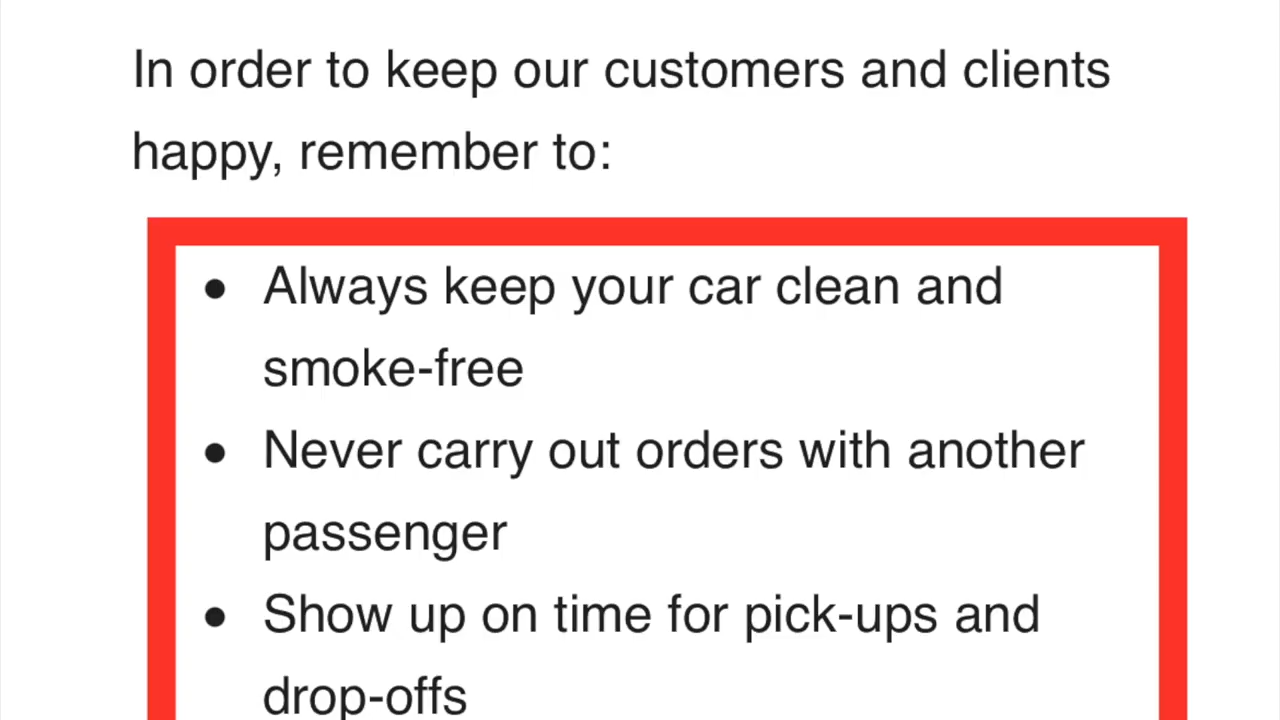 In order to keep our customers and clients
happy, remember to:
● Always keep your car clean and
smoke-free
● Never carry out orders with another
passenger
● Show up on time for pick-ups and
drop-offs